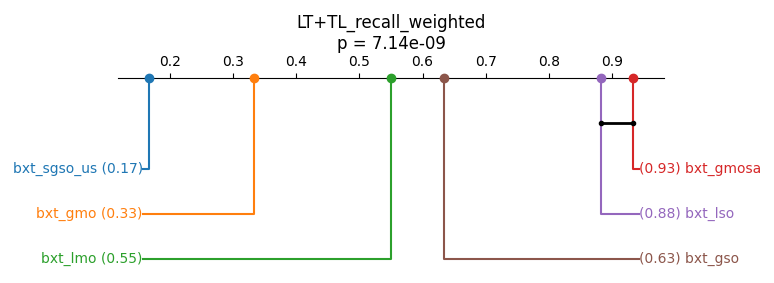 LT+TL_recall_weighted
p = 7.14e-09
0.2 0.3 0.4 0.5 0.6 0.7 0.8 0.9
bxt_sgso_us (0.17) (0.93) bxt_gmosa
bxt_gmo (0.33) (0.88) bxt_lso
bxt_lmo (0.55) (0.63) bxt_gso